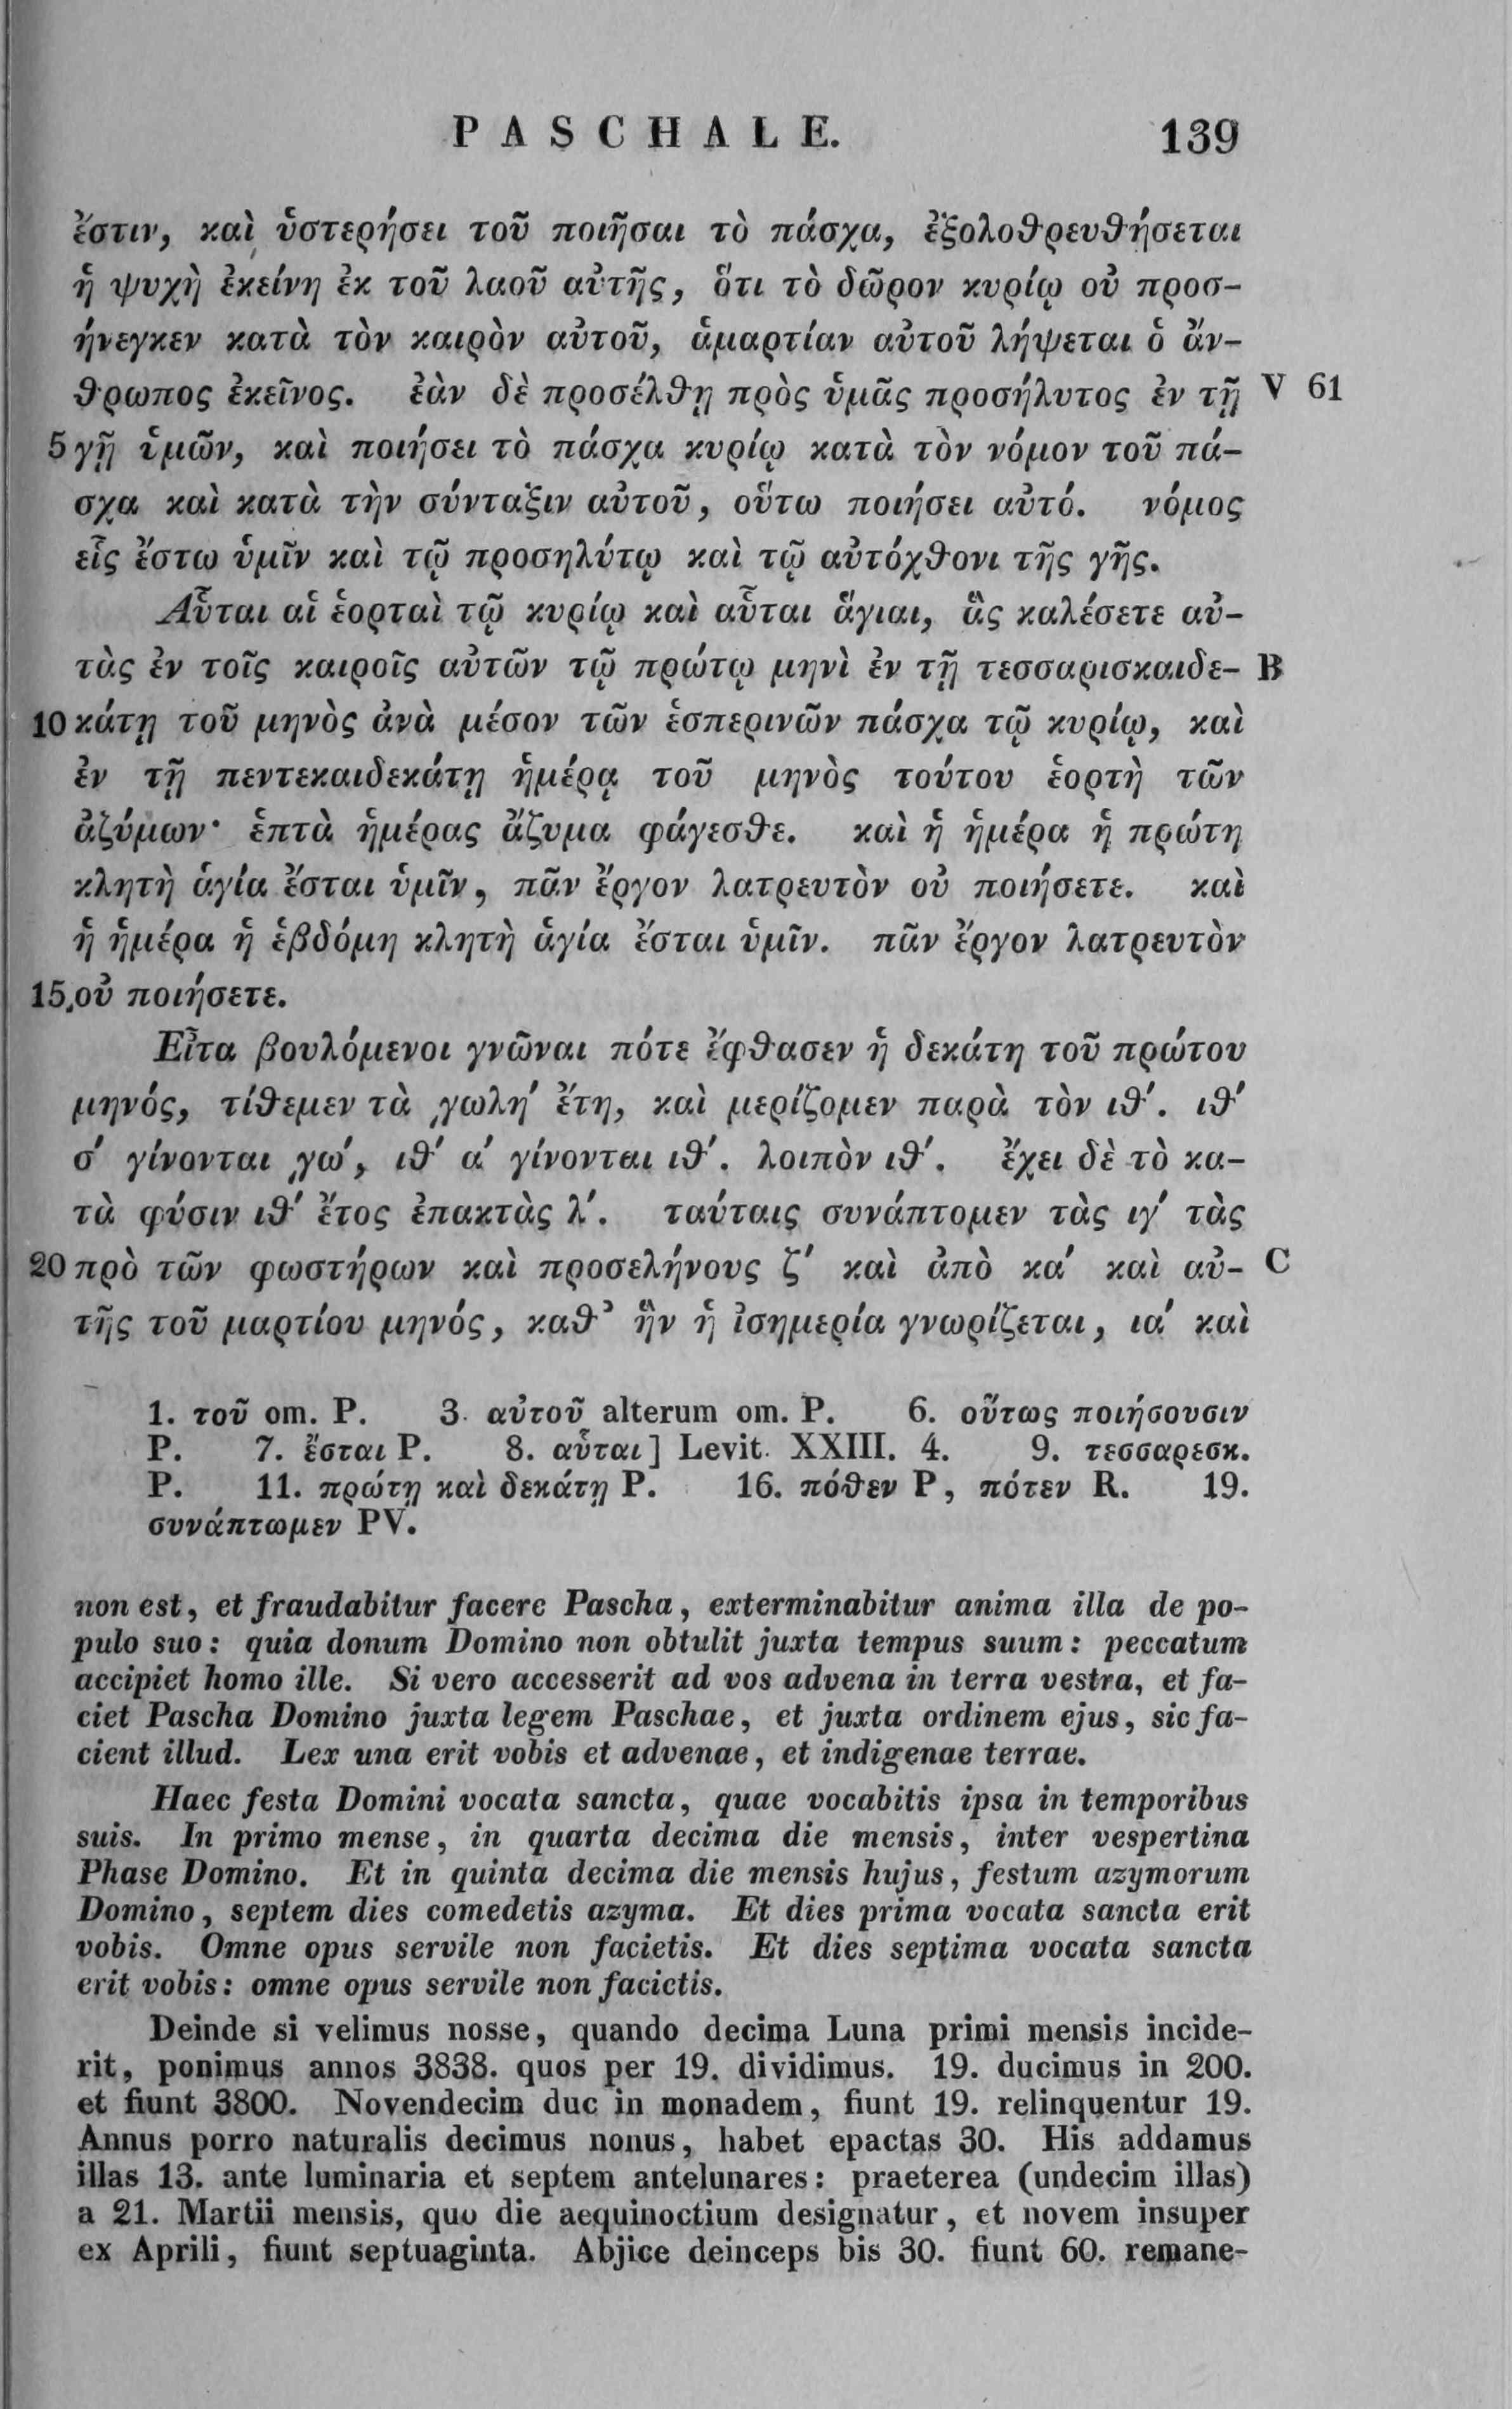 PASCHALE. 139
ἔστιν, καὶ ὑστερήσει τοῦ ποιῆσαι τὸ πάσχα, ἐξολοθρευθήσεται
ἡ ψυχὴ ἐκείνη ἐκ τοῦ λαοῦ αὐτῆς, ὅτι τὸ δῶρον κυρίῳ οὐ προσ-
ήνεγκεν κατὰ τὸν καιρὸν αὐτοῦ, ἁμαρτίαν αὐτοῦ λήψεται ὁ ἄν-
θρωπος ἐκεῖνος. ἐὰν δὲ προσέλθῃ πρὸς ὑμᾶς προσήλυτος ἐν τῇ V 61
5 γῇ ὑμῶν, καὶ ποιήσει τὸ πάσχα κυρίῳ κατὰ τὸν νόμον τοῦ πά-
σχα καὶ κατὰ τὴν σύνταξιν αὐτοῦ, οὕτω ποιήσει αὐτό. νόμος
εἷς ἔστω ὑμῖν καὶ τῷ προσηλύτῳ καὶ τῷ αὐτόχθονι τῆς γῆς.
Αὗται αἱ ἑορταὶ τῷ κυρίῳ καὶ αὗται ἅγιαι, ἃς καλέσετε αὐ-
τὰς ἐν τοῖς καιροῖς αὐτῶν τῷ πρώτῳ μηνὶ ἐν τῇ τεσσαρισκαιδε- B
10 κάτῃ τοῦ μηνὸς ἀνὰ μέσον τῶν ἑσπερινῶν πάσχα τῷ κυρίῳ, καὶ
ἐν τῇ πεντεκαιδεκάτῃ ἡμέρᾳ τοῦ μηνὸς τούτου ἑορτὴ τῶν
ἀζύμων· ἑπτὰ ἡμέρας ἄζυμα φάγεσθε. καὶ ἡ ἡμέρα ἡ πρώτη
κλητὴ ἁγία ἔσται ὑμῖν, πᾶν ἔργον λατρευτὸν οὐ ποιήσετε. καὶ
ἡ ἡμέρα ἡ ἑβδόμη κλητὴ ἁγία ἔσται ὑμῖν. πᾶν ἔργον λατρευτὸν
15 οὐ ποιήσετε.
Εἶτα βουλόμενοι γνῶναι πότε ἔφθασεν ἡ δεκάτη τοῦ πρώτου
μηνός, τίθεμεν τὰ ͵γωλη′ ἔτη, καὶ μερίζομεν παρὰ τὸν ιθ′. ιθ′
σ′ γίνονται ͵γω′, ιθ′ α′ γίνονται ιθ′. λοιπὸν ιθ′. ἔχει δὲ τὸ κα-
τὰ φύσιν ιθ′ ἔτος ἐπακτὰς λ′. ταύταις συνάπτομεν τὰς ιγ′ τὰς
20 πρὸ τῶν φωστήρων καὶ προσελήνους ζ′ καὶ ἀπὸ κα′ καὶ αὐ- C
τῆς τοῦ μαρτίου μηνός, καθ᾽ ἣν ἡ ἰσημερία γνωρίζεται, ια′ καὶ
1. τοῦ om. P. 3. αὐτοῦ alterum om. P. 6. οὕτως ποιήσουσιν
P. 7. ἔσται P. 8. αὗται] Levit. XXIII. 4. 9. τεσσαρεσκ.
P. 11. πρώτῃ καὶ δεκάτῃ P. 16. πόθεν P, πότεν R. 19.
συνάπτωμεν PV.
non est, et fraudabitur facere Pascha, exterminabitur anima illa de po-
pulo suo: quia donum Domino non obtulit juxta tempus suum: peccatum
accipiet homo ille. Si vero accesserit ad vos advena in terra vestra, et fa-
ciet Pascha Domino juxta legem Paschae, et juxta ordinem ejus, sic fa-
cient illud. Lex una erit vobis et advenae, et indigenae terrae.
Haec festa Domini vocata sancta, quae vocabitis ipsa in temporibus
suis. In primo mense, in quarta decima die mensis, inter vespertina
Phase Domino. Et in quinta decima die mensis hujus, festum azymorum
Domino, septem dies comedetis azyma. Et dies prima vocata sancta erit
vobis. Omne opus servile non facietis. Et dies septima vocata sancta
erit vobis: omne opus servile non facietis.
Deinde si velimus nosse, quando decima Luna primi mensis incide-
rit, ponimus annos 3838. quos per 19. dividimus. 19. ducimus in 200.
et fiunt 3800. Novendecim duc in monadem, fiunt 19. relinquentur 19.
Annus porro naturalis decimus nonus, habet epactas 30. His addamus
illas 13. ante luminaria et septem antelunares: praeterea (undecim illas)
a 21. Martii mensis, quo die aequinoctium designatur, et novem insuper
ex Aprili, fiunt septuaginta. Abjice deinceps bis 30. fiunt 60. remane-